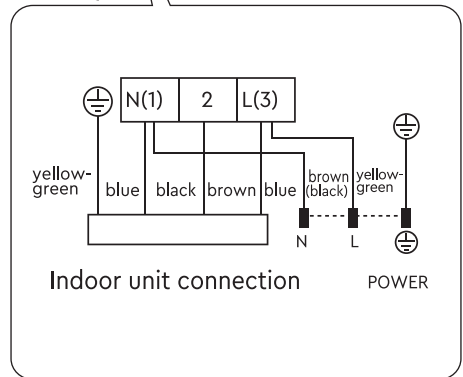 N(1) 2 L(3)
yellow-
green
blue
black
brown
blue
brown
(black)
yellow-
green
N L
Indoor unit connection
POWER